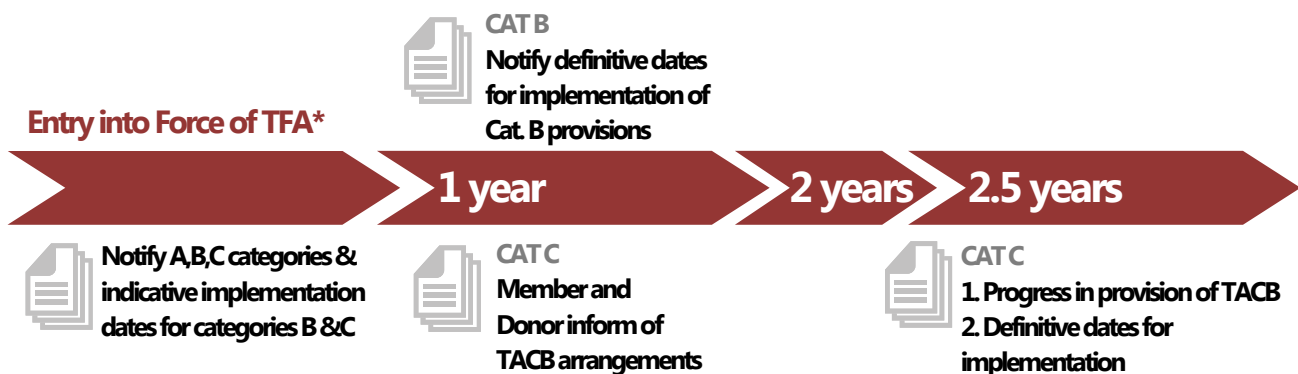 CAT B
Notify definitive dates
for implementation of
Cat. B provisions
Entry into Force of TFA*
1 year
2 years
2.5 years
Notify A,B,C categories &
indicative implementation
dates for categories B &C
CAT C
Member and
Donor inform of
TACB arrangements
CAT C
1. Progress in provision of TACB
2. Definitive dates for
implementation